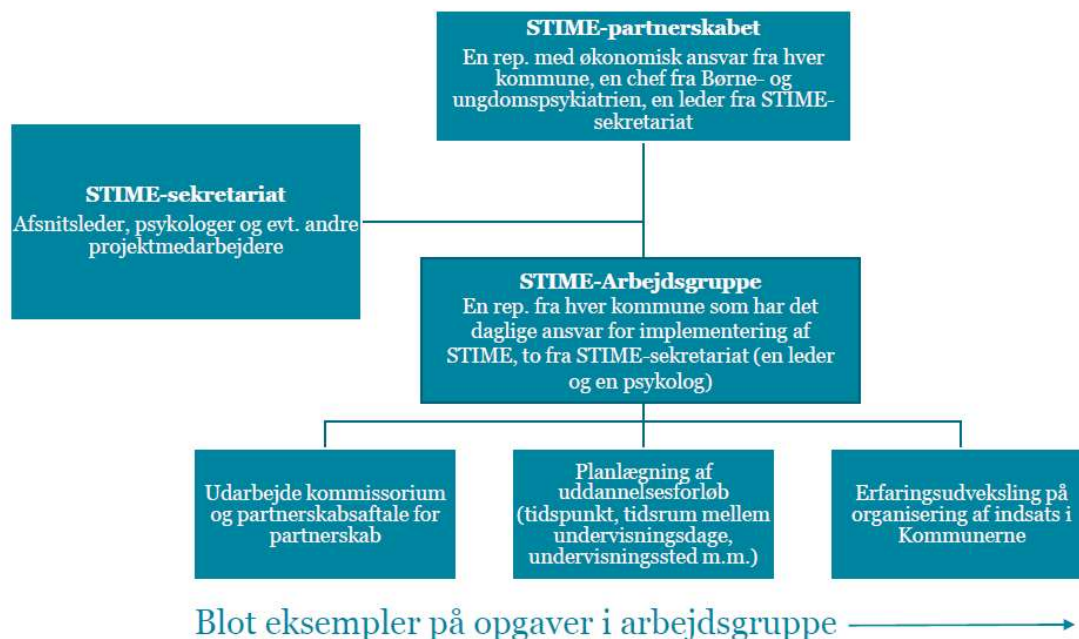 STIME-partnerskabet
En rep. med økonomisk ansvar fra hver
kommune, en chef fra Børne- og
ungdomspsykiatrien, en leder fra STIME-
sekretariat
STIME-sekretariat
Afsnitsleder, psykologer og evt. andre
projektmedarbejdere
STIME-Arbejdsgruppe
En rep. fra hver kommune som har det
daglige ansvar for implementering af
STIME, to fra STIME-sekretariat (en leder
og en psykolog)
Udarbejde kommissorium
og partnerskabsaftale for
partnerskab
Planlægning af
uddannelsesforløb
(tidspunkt, tidsrum mellem
undervisningsdage,
undervisningssted m.m.)
Erfaringsudveksling på
organisering af indsats i
Kommunerne
Blot eksempler på opgaver i arbejdsgruppe